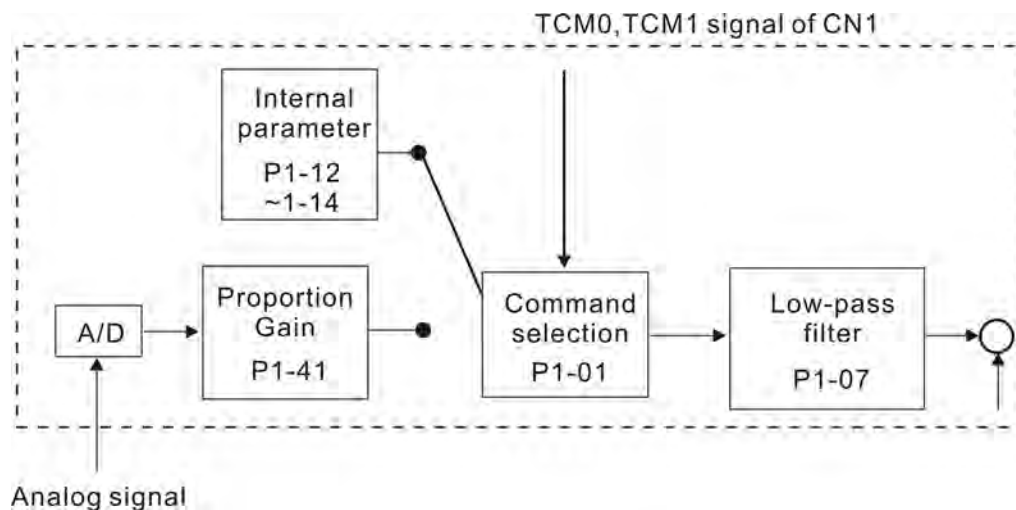 TCM0,TCM1 signal of CN1
Internal
parameter
P1-12
~1-14
A/D
Proportion
Gain
P1-41
Command
selection
P1-01
Low-pass
filter
P1-07
Analog signal